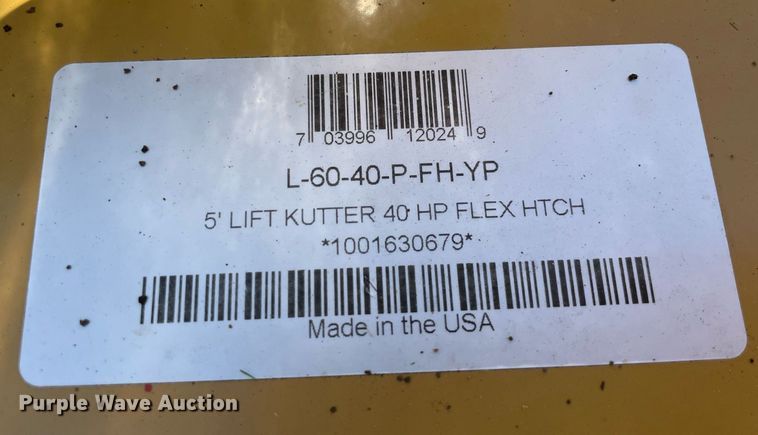 7 03996 12024 9
L-60-40-P-FH-YP
5' LIFT KUTTER 40 HP FLEX HTCH
*1001630679*
Made in the USA
Purple Wave Auction